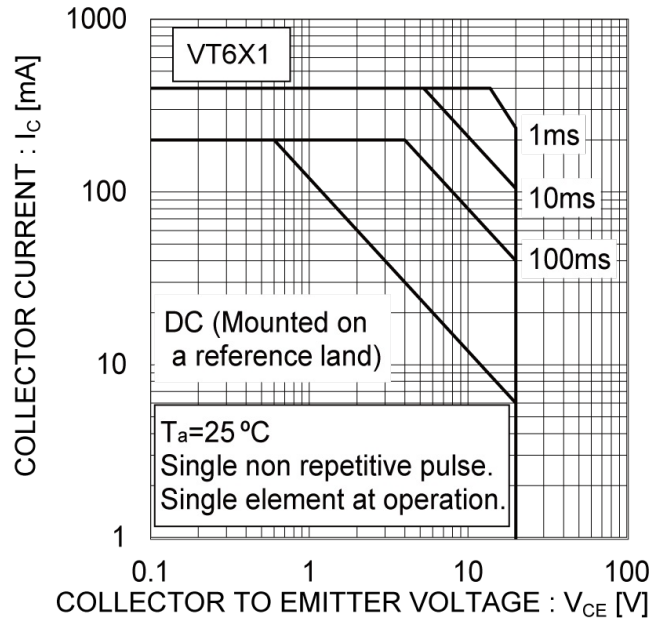 1000
VT6X1
1ms
100
10ms
100ms
DC (Mounted on
a reference land)
10
Ta=25 ºC
Single non repetitive pulse.
Single element at operation.
1
0.1 1 10 100
COLLECTOR CURRENT : IC [mA]
COLLECTOR TO EMITTER VOLTAGE : VCE [V]